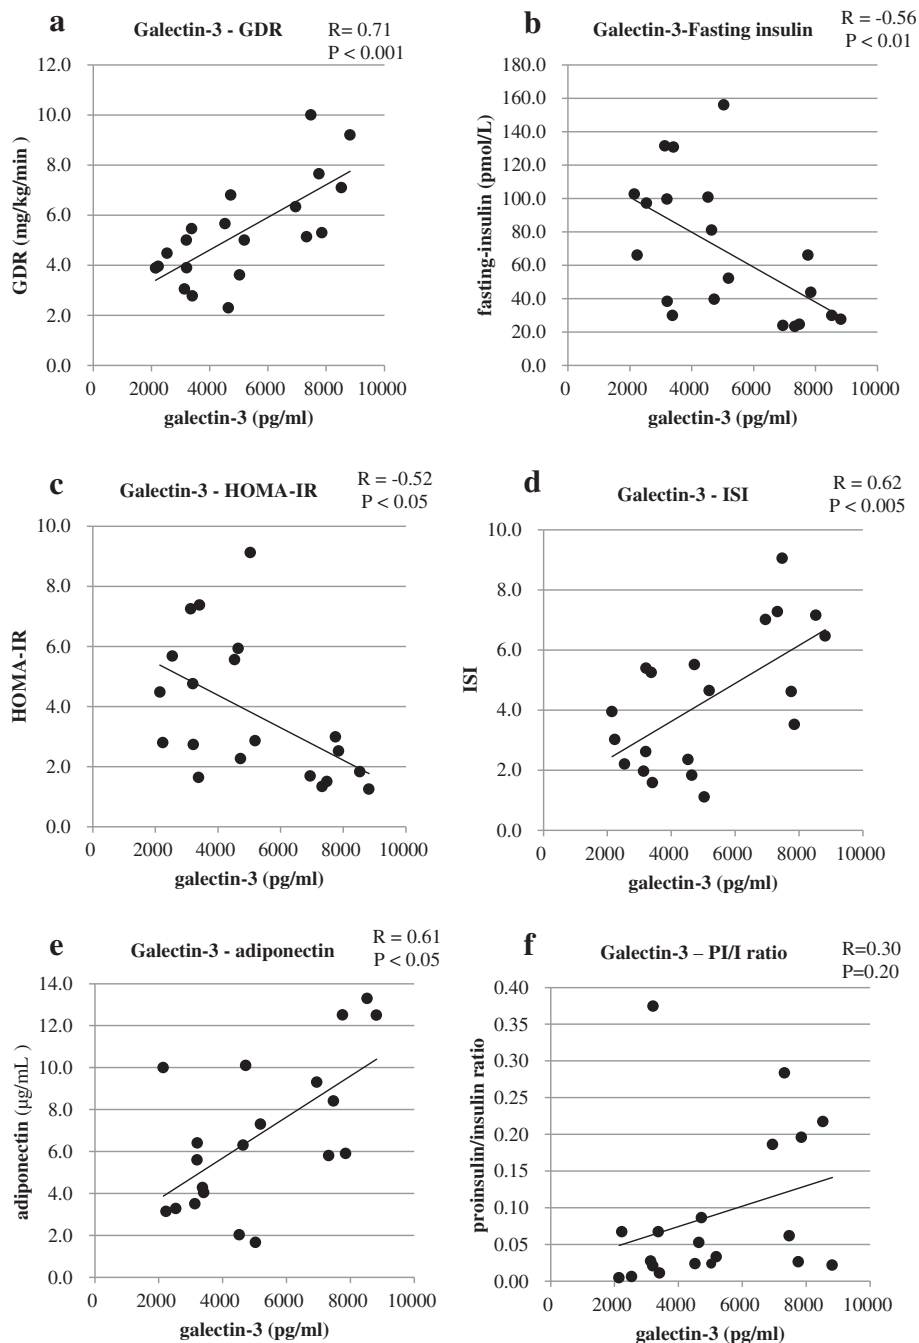 a
Galectin-3 - GDR
R= 0.71
P < 0.001
12.0
10.0
8.0
6.0
4.0
2.0
0.0
GDR (mg/kg/min)
0 2000 4000 6000 8000 10000
galectin-3 (pg/ml)
b
Galectin-3-Fasting insulin
R = -0.56
P < 0.01
180.0
160.0
140.0
120.0
100.0
80.0
60.0
40.0
20.0
0.0
fasting-insulin (pmol/L)
0 2000 4000 6000 8000 10000
galectin-3 (pg/ml)
c
Galectin-3 - HOMA-IR
R = -0.52
P < 0.05
10.0
8.0
6.0
4.0
2.0
0.0
HOMA-IR
0 2000 4000 6000 8000 10000
galectin-3 (pg/ml)
d
Galectin-3 - ISI
R = 0.62
P < 0.005
10.0
8.0
6.0
4.0
2.0
0.0
ISI
0 2000 4000 6000 8000 10000
galectin-3 (pg/ml)
e
Galectin-3 - adiponectin
R = 0.61
P < 0.05
14.0
12.0
10.0
8.0
6.0
4.0
2.0
0.0
adiponectin (µg/mL)
0 2000 4000 6000 8000 10000
galectin-3 (pg/ml)
f
Galectin-3 – PI/I ratio
R=0.30
P=0.20
0.40
0.35
0.30
0.25
0.20
0.15
0.10
0.05
0.00
proinsulin/insulin ratio
0 2000 4000 6000 8000 10000
galectin-3 (pg/ml)